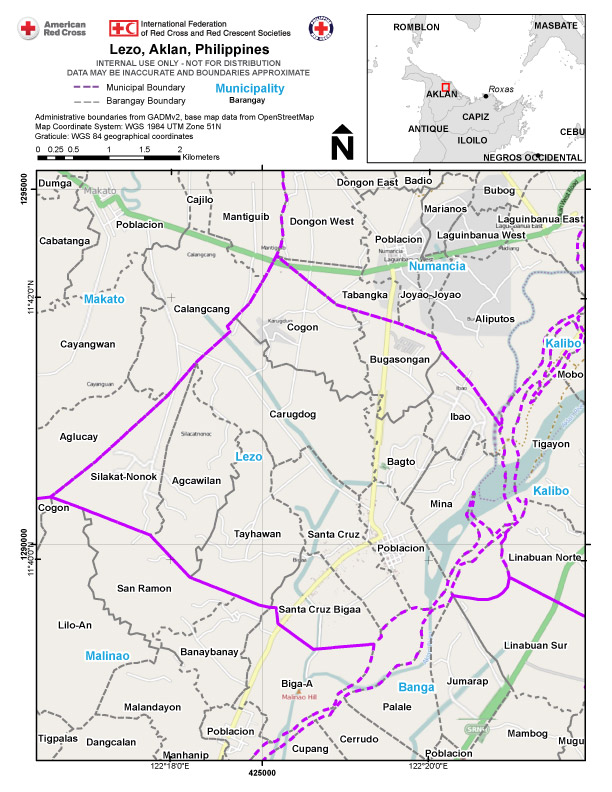 American
Red Cross
International Federation
of Red Cross and Red Crescent Societies
PHILIPPINE
RED CROSS
Lezo, Aklan, Philippines
INTERNAL USE ONLY - NOT FOR DISTRIBUTION
DATA MAY BE INACCURATE AND BOUNDARIES APPROXIMATE
Municipal Boundary
Municipality
Barangay Boundary
Barangay
Administrative boundaries from GADMv2, base map data from OpenStreetMap
Map Coordinate System: WGS 1984 UTM Zone 51N
Graticule: WGS 84 geographical coordinates
0 0.25 0.5 1 1.5 2
Kilometers
N
ROMBLON
MASBATE
Roxas
AKLAN
CAPIZ
ANTIQUE
ILOILO
CEBU
NEGROS OCCIDENTAL
1295000
11°42'0"N
1290000
11°40'0"N
Dumga
Makato
Poblacion
Cajilo
Mantiguib
Dongon East
Badio
Dongon West
Marianos
Bubog
Laguinbanua East
Laguinbanua West
Poblacion
Numancia
Numancia
Cabatanga
Calangcang
Makato
Calangcang
Tabangka
Joyao-Joyao
Aliputos
Cogon
Cayangwan
Cayanguan
Bugasongan
Kalibo
Mobo
Ibao
Ibao
Carugdog
Aglucay
Silacatnonoc
Lezo
Tigayon
Bagto
Silakat-Nonok
Agcawilan
Kalibo
Mina
Cogon
Tayhawan
Santa Cruz
Poblacion
Linabuan Norte
San Ramon
Santa Cruz Bigaa
Lilo-An
Malinao
Banaybanay
Linabuan Sur
Biga-A
Malinao Hill
Banga
Jumarap
Malandayon
Palale
Tigpalas
Dangcalan
Poblacion
Manhanip
Cupang
Cerrudo
Poblacion
Mambog
Mugu
122°18'0"E
425000
122°20'0"E